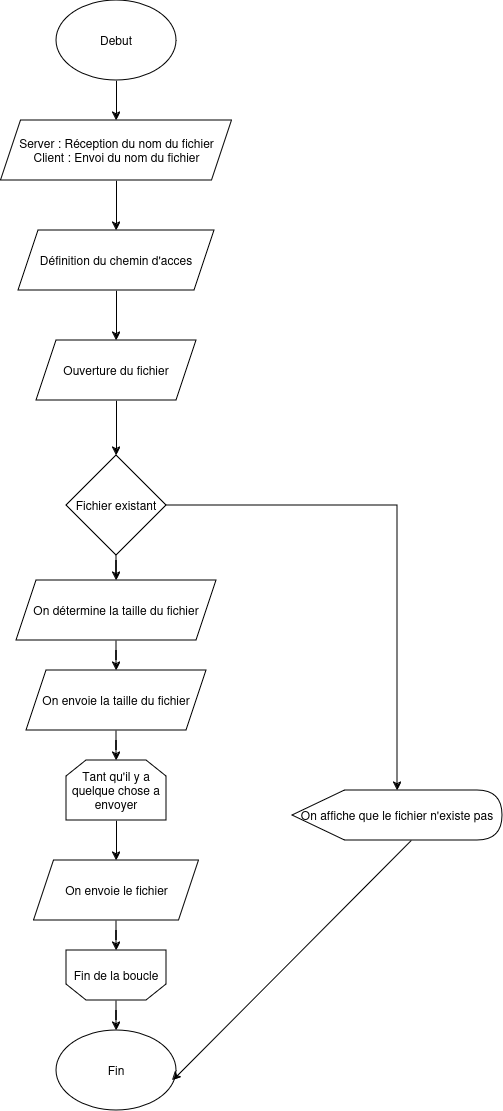 Debut
Server : Réception du nom du fichier
Client : Envoi du nom du fichier
Définition du chemin d'acces
Ouverture du fichier
Fichier existant
On détermine la taille du fichier
On envoie la taille du fichier
Tant qu'il y a
quelque chose a
envoyer
On affiche que le fichier n'existe pas
On envoie le fichier
Fin de la boucle
Fin